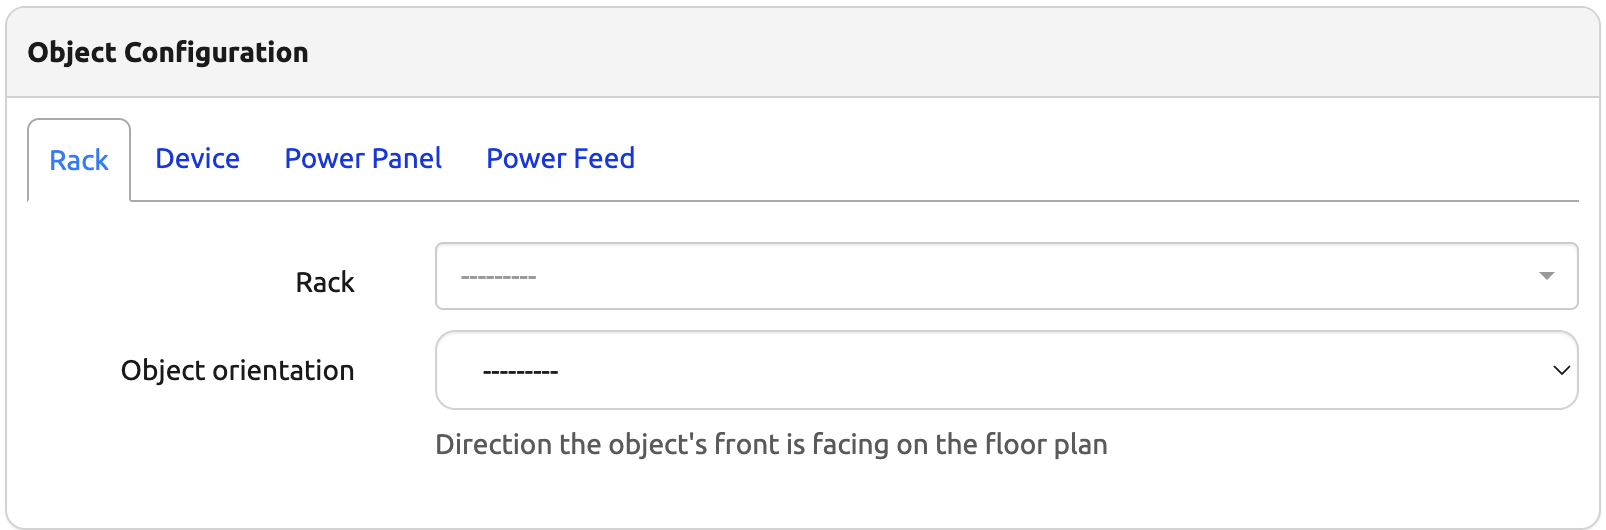 Object Configuration
Rack Device Power Panel Power Feed
Rack ---------
Object orientation ---------
Direction the object's front is facing on the floor plan